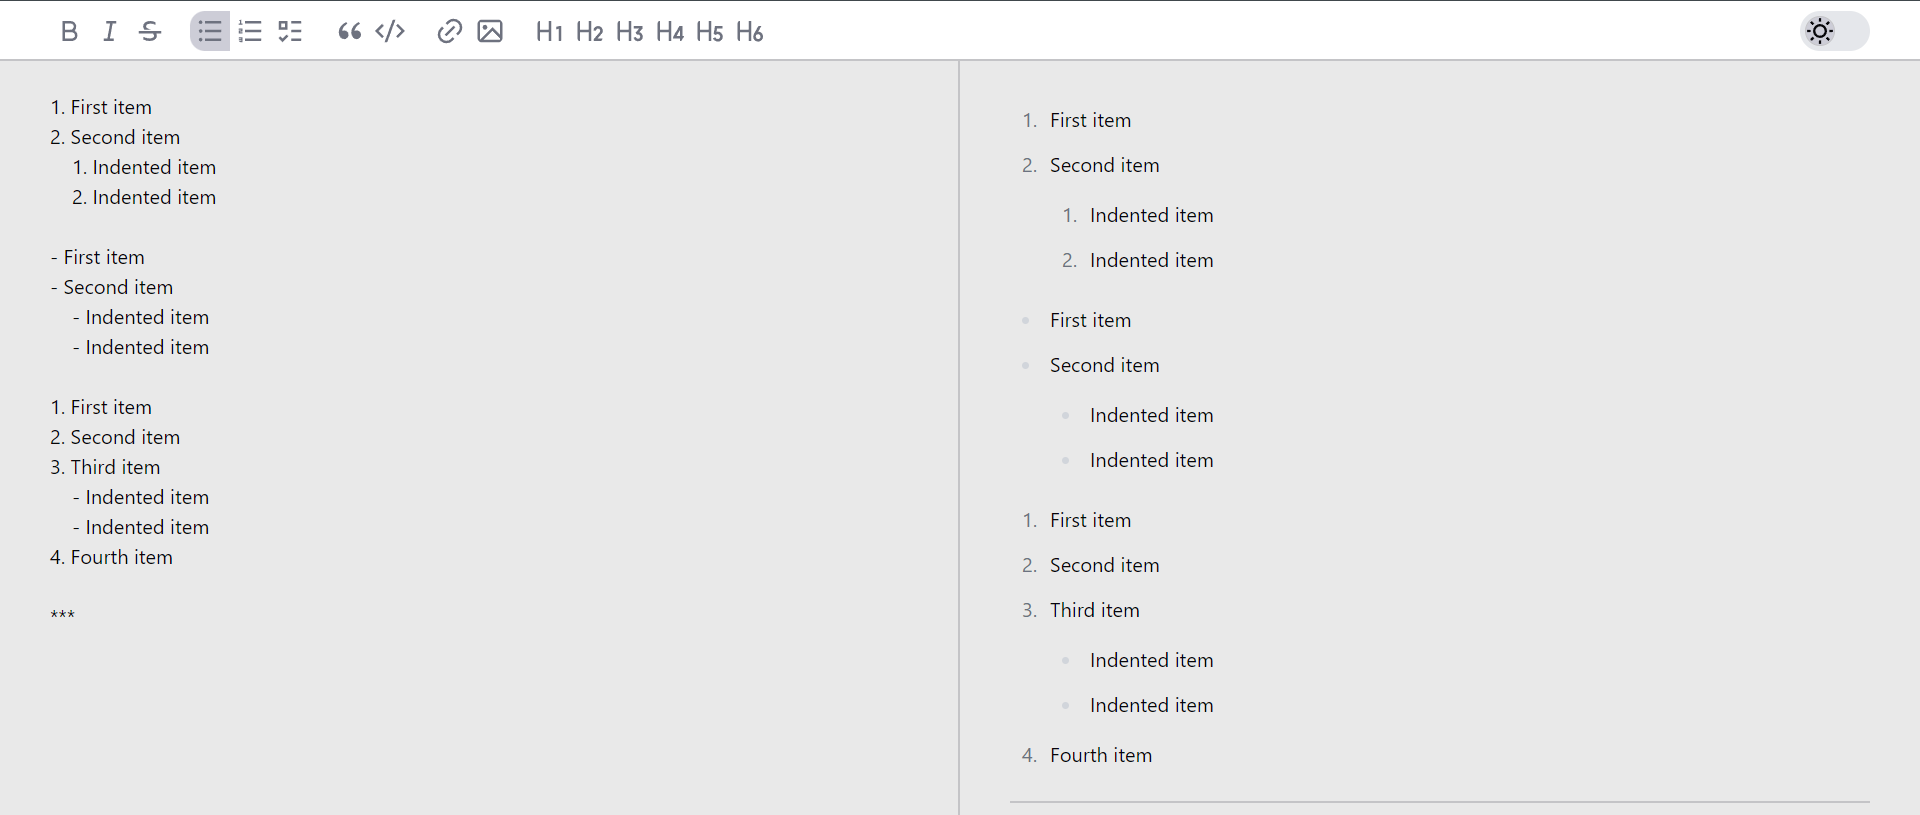 B I S H1 H2 H3 H4 H5 H6
1. First item
2. Second item
1. Indented item
2. Indented item
- First item
- Second item
- Indented item
- Indented item
1. First item
2. Second item
3. Third item
- Indented item
- Indented item
4. Fourth item
***
1. First item
2. Second item
1. Indented item
2. Indented item
• First item
• Second item
• Indented item
• Indented item
1. First item
2. Second item
3. Third item
• Indented item
• Indented item
4. Fourth item